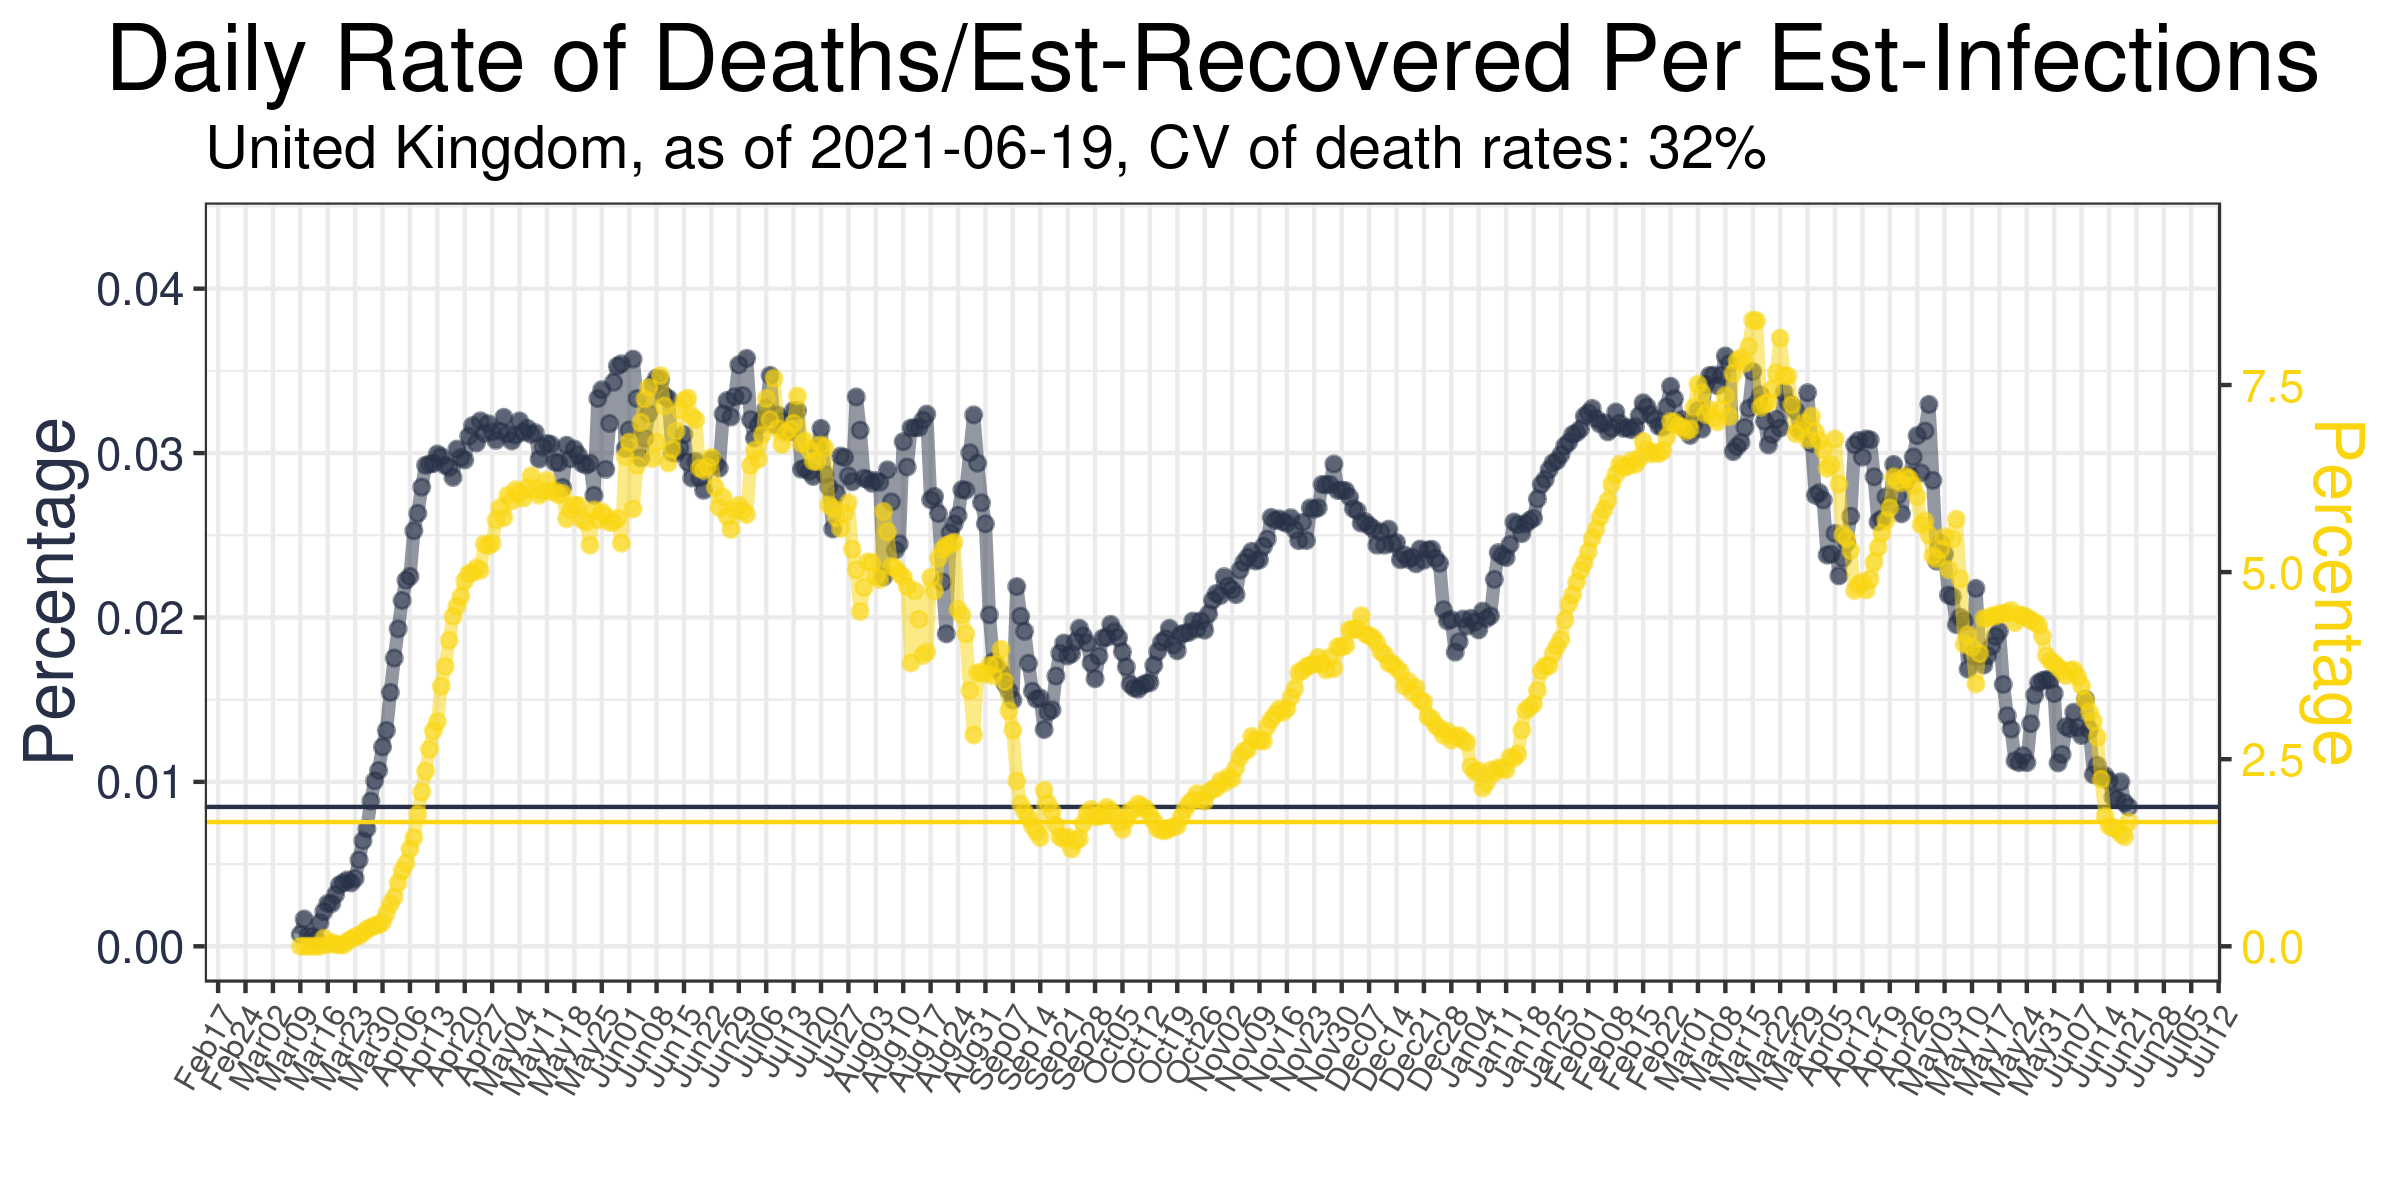 Daily Rate of Deaths/Est-Recovered Per Est-Infections
United Kingdom, as of 2021-06-19, CV of death rates: 32%
Percentage
0.04
0.03
0.02
0.01
0.00
7.5
5.0
2.5
0.0
Percentage
Feb17
Feb24
Mar02
Mar09
Mar16
Mar23
Mar30
Apr06
Apr13
Apr20
Apr27
May04
May11
May18
May25
Jun01
Jun08
Jun15
Jun22
Jun29
Jul06
Jul13
Jul20
Jul27
Aug03
Aug10
Aug17
Aug24
Aug31
Sep07
Sep14
Sep21
Sep28
Oct05
Oct12
Oct19
Oct26
Nov02
Nov09
Nov16
Nov23
Nov30
Dec07
Dec14
Dec21
Dec28
Jan04
Jan11
Jan18
Jan25
Feb01
Feb08
Feb15
Feb22
Mar01
Mar08
Mar15
Mar22
Mar29
Apr05
Apr12
Apr19
Apr26
May03
May10
May17
May24
May31
Jun07
Jun14
Jun21
Jun28
Jul05
Jul12